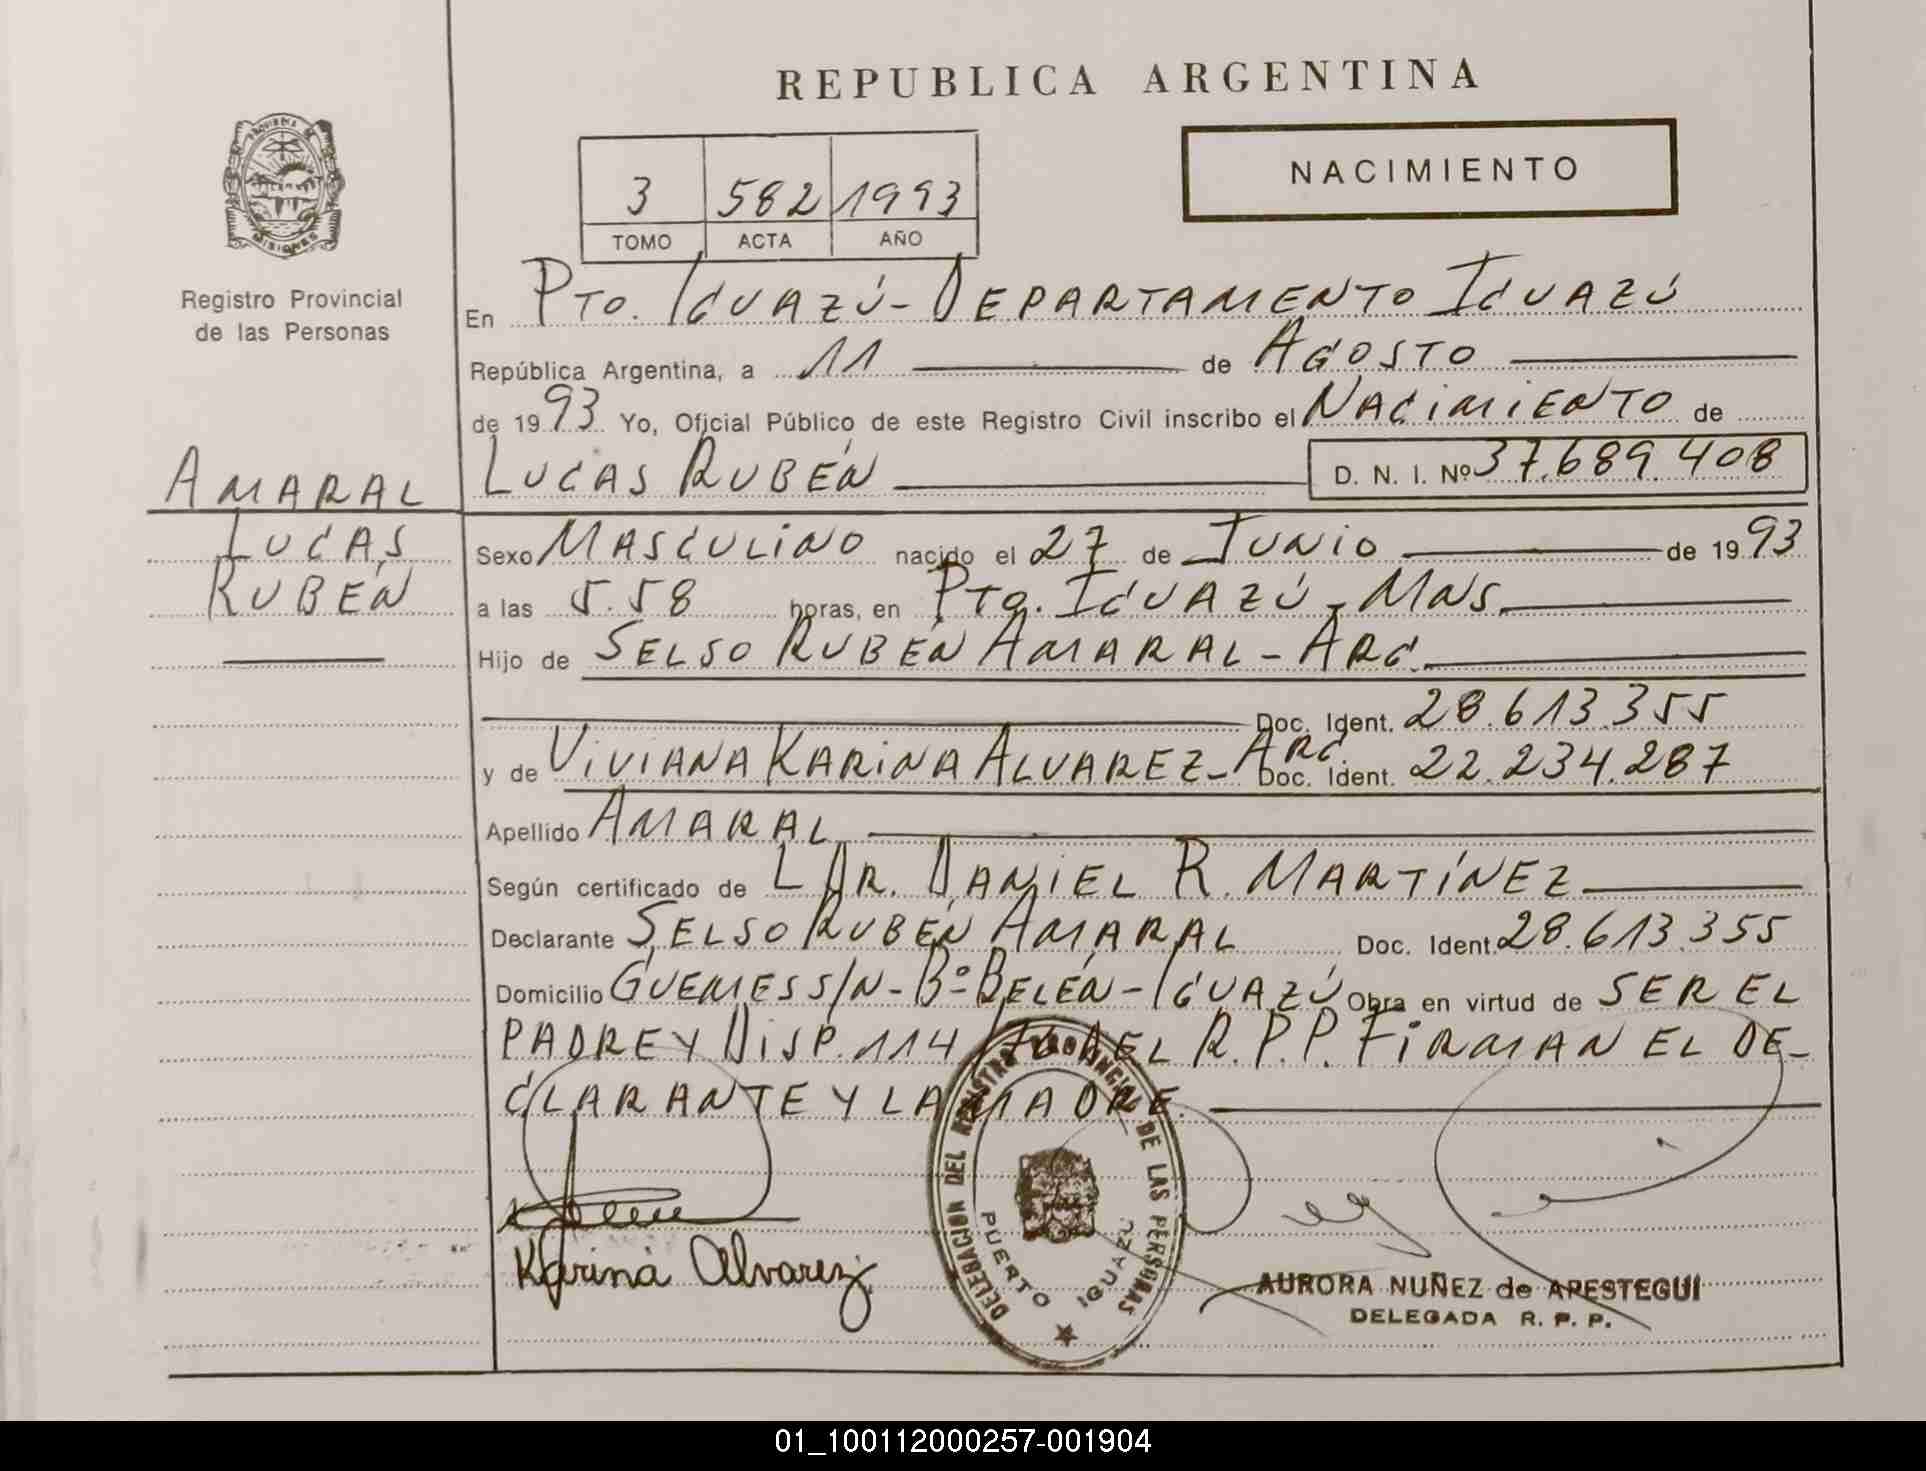 REPUBLICA ARGENTINA
PROVINCIA DE MISIONES
Registro Provincial
de las Personas
3 582 1993
TOMO ACTA AÑO
NACIMIENTO
En PTO. IGUAZÚ - DEPARTAMENTO IGUAZÚ
República Argentina, a 11 de AGOSTO
de 1993 Yo, Oficial Público de este Registro Civil inscribo el NACIMIENTO de
LUCAS RUBÉN D. N. I. Nº 37.689.408
AMARAL
LUCAS
RUBÉN
Sexo MASCULINO nacido el 27 de JUNIO de 1993
a las 5.58 horas, en PTO. IGUAZÚ - MNS.
Hijo de SELSO RUBÉN AMARAL - ARG.
Doc. Ident. 28.613.355
y de VIVIANA KARINA ALVAREZ - ARG. Doc. Ident. 22.234.287
Apellido AMARAL
Según certificado de L DR. DANIEL R. MARTÍNEZ
Declarante SELSO RUBÉN AMARAL Doc. Ident. 28.613.355
Domicilio GUEMES S/N - Bº BELÉN - IGUAZÚ Obra en virtud de SER EL
PADRE Y DISP. 114/76 DEL R.P.P. FIRMAN EL DE-
CLARANTE Y LA MADRE.
Karina Alvarez
DELEGACION DEL REGISTRO PROVINCIAL DE LAS PERSONAS
PUERTO IGUAZU
AURORA NUÑEZ de APESTEGUI
DELEGADA R. P. P.
01_100112000257-001904